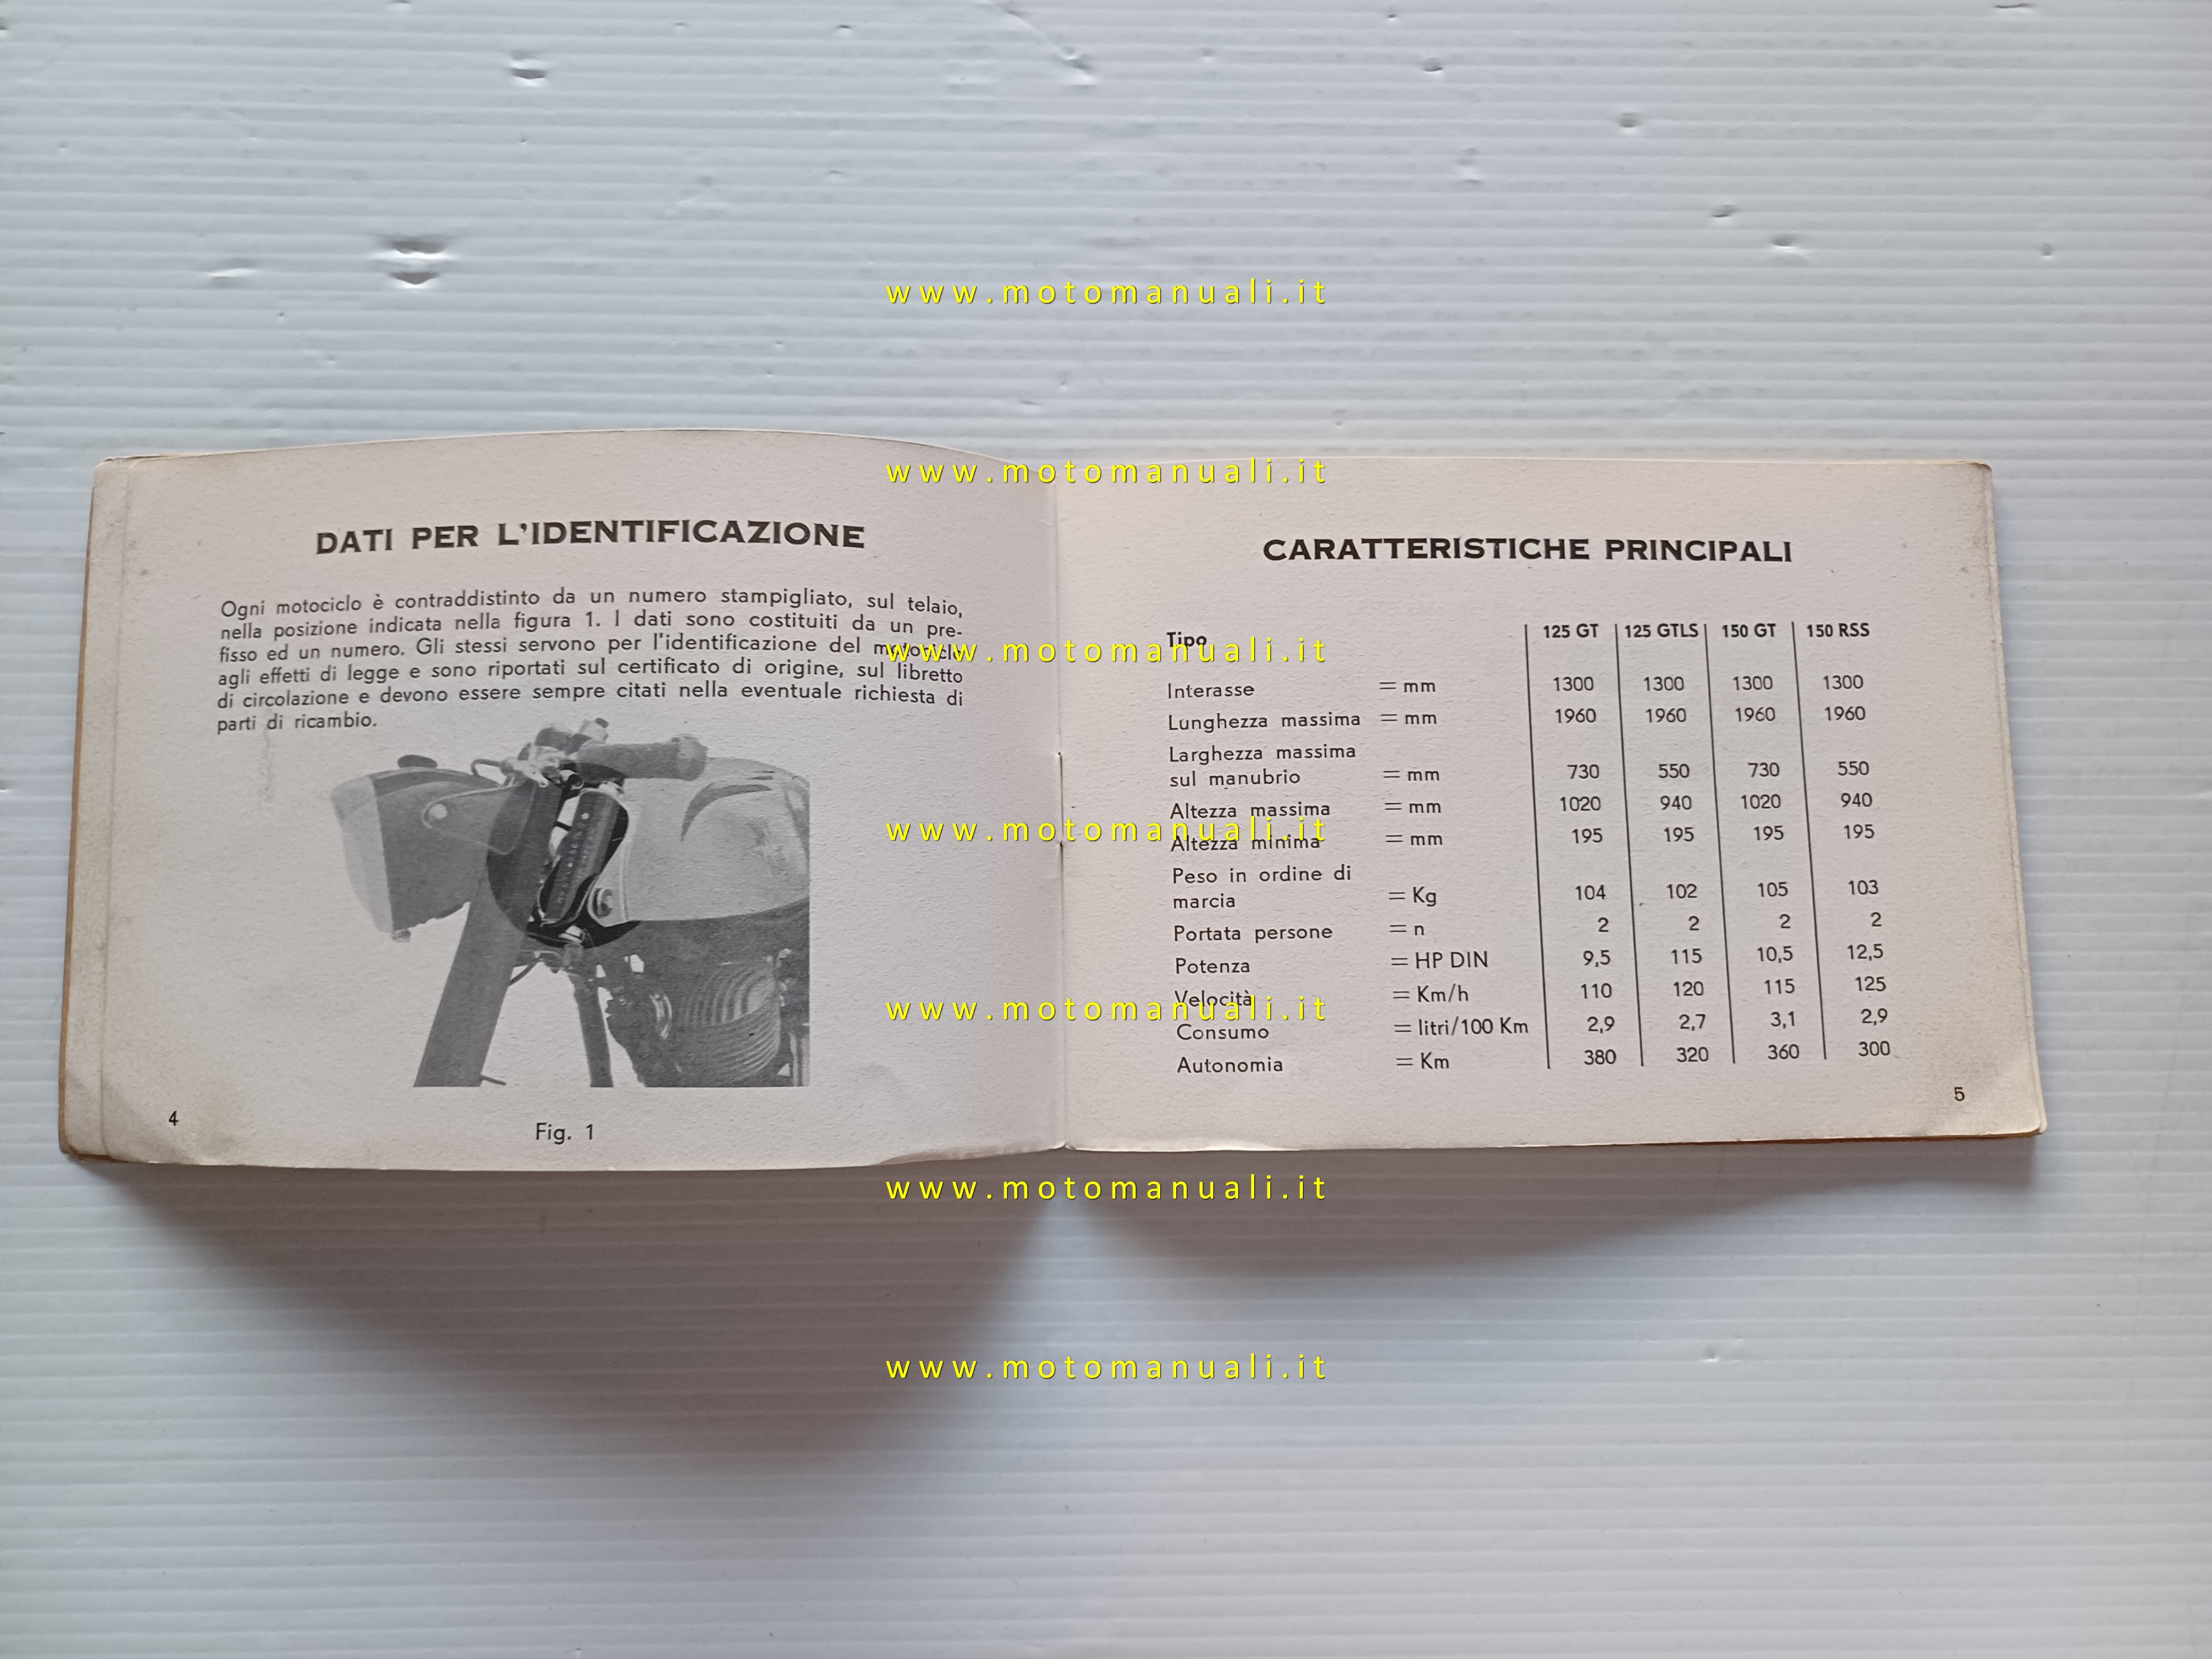 www.motomanuali.it
www.motomanuali.it
DATI PER L'IDENTIFICAZIONE
Ogni motociclo è contraddistinto da un numero stampigliato, sul telaio,
nella posizione indicata nella figura 1. I dati sono costituiti da un pre-
fisso ed un numero. Gli stessi servono per l'identificazione del motociclo
agli effetti di legge e sono riportati sul certificato di origine, sul libretto
di circolazione e devono essere sempre citati nella eventuale richiesta di
parti di ricambio.
Fig. 1
4
CARATTERISTICHE PRINCIPALI
Tipo 125 GT 125 GTLS 150 GT 150 RSS
www.motomanuali.it
Interasse = mm 1300 1300 1300 1300
Lunghezza massima = mm 1960 1960 1960 1960
Larghezza massima
sul manubrio = mm 730 550 730 550
Altezza massima = mm 1020 940 1020 940
www.motomanuali.it
Altezza minima = mm 195 195 195 195
Peso in ordine di
marcia = Kg 104 102 105 103
Portata persone = n 2 2 2 2
Potenza = HP DIN 9,5 115 10,5 12,5
Velocità = Km/h 110 120 115 125
www.motomanuali.it
Consumo = litri/100 Km 2,9 2,7 3,1 2,9
Autonomia = Km 380 320 360 300
5
www.motomanuali.it
www.motomanuali.it